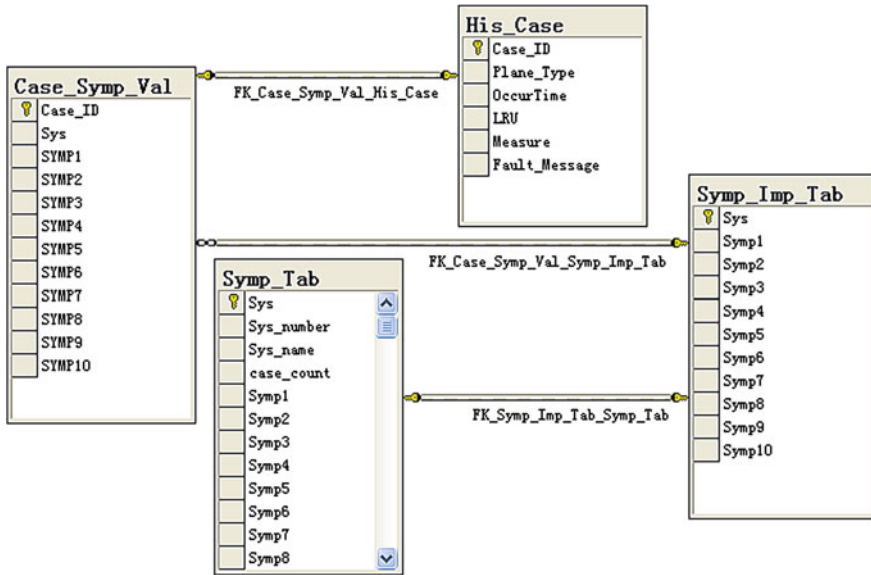 Case_Symp_Val
Case_ID
Sys
SYMP1
SYMP2
SYMP3
SYMP4
SYMP5
SYMP6
SYMP7
SYMP8
SYMP9
SYMP10
FK_Case_Symp_Val_His_Case
His_Case
Case_ID
Plane_Type
OccurTime
LRU
Measure
Fault_Message
FK_Case_Symp_Val_Symp_Imp_Tab
Symp_Tab
Sys
Sys_number
Sys_name
case_count
Symp1
Symp2
Symp3
Symp4
Symp5
Symp6
Symp7
Symp8
FK_Symp_Imp_Tab_Symp_Tab
Symp_Imp_Tab
Sys
Symp1
Symp2
Symp3
Symp4
Symp5
Symp6
Symp7
Symp8
Symp9
Symp10